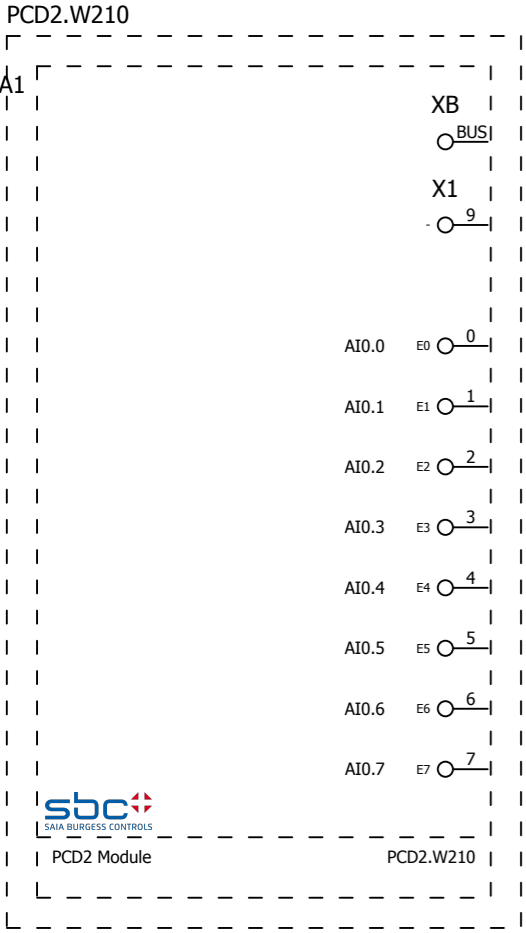 PCD2.W210
A1
XB
BUS
X1
- 9
AI0.0 E0 0
AI0.1 E1 1
AI0.2 E2 2
AI0.3 E3 3
AI0.4 E4 4
AI0.5 E5 5
AI0.6 E6 6
AI0.7 E7 7
sbc
SAIA BURGESS CONTROLS
PCD2 Module PCD2.W210